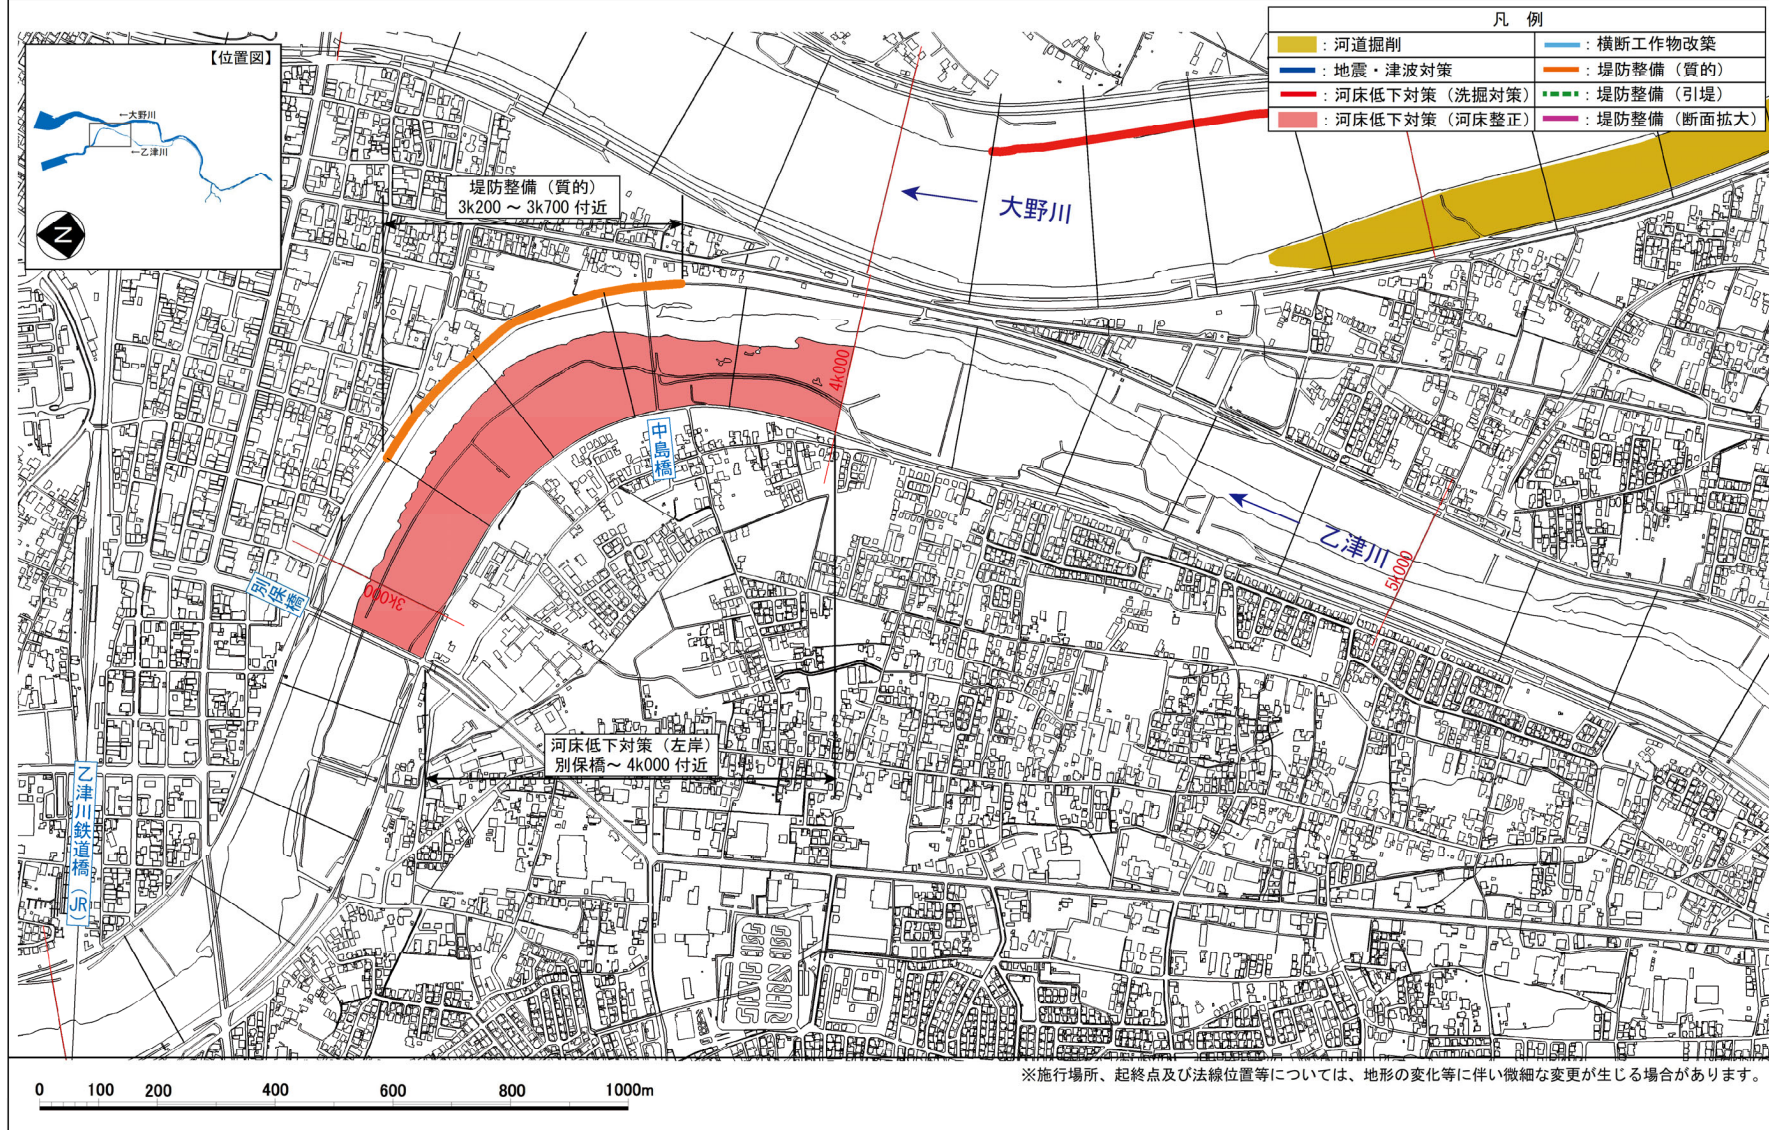 凡 例
：河道掘削
：横断工作物改築
：地震・津波対策
：堤防整備（質的）
：河床低下対策（洗掘対策）
：堤防整備（引堤）
：河床低下対策（河床整正）
：堤防整備（断面拡大）
【位置図】
←大野川
←乙津川
N
堤防整備（質的）
3k200 ～ 3k700 付近
大野川
4k000
中島橋
乙津川
5k000
3k000
別保橋
河床低下対策（左岸）
別保橋～ 4k000 付近
乙津川鉄道橋（JR）
※施行場所、起終点及び法線位置等については、地形の変化等に伴い微細な変更が生じる場合があります。
0 100 200 400 600 800 1000m